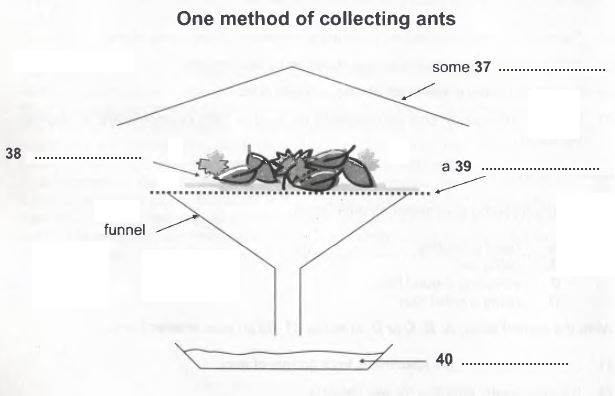 One method of collecting ants
some 37 ........................
38 ........................
a 39 ........................
funnel
40 ........................